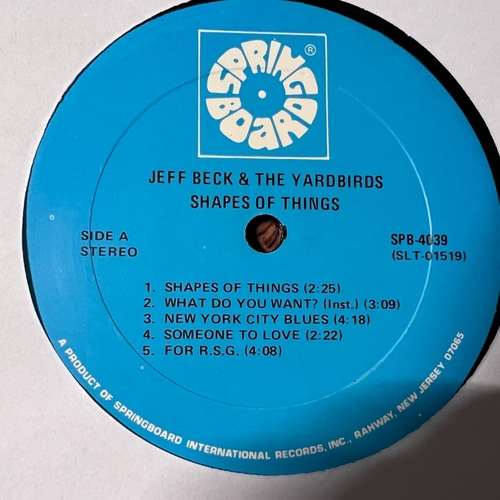 SPRING
BOARD
®
JEFF BECK & THE YARDBIRDS
SHAPES OF THINGS
SIDE A
STEREO
SPB-4039
(SLT-01519)
1. SHAPES OF THINGS (2:25)
2. WHAT DO YOU WANT? (Inst.) (3:09)
3. NEW YORK CITY BLUES (4:18)
4. SOMEONE TO LOVE (2:22)
5. FOR R.S.G. (4:08)
A PRODUCT OF SPRINGBOARD INTERNATIONAL RECORDS, INC., RAHWAY, NEW JERSEY 07065